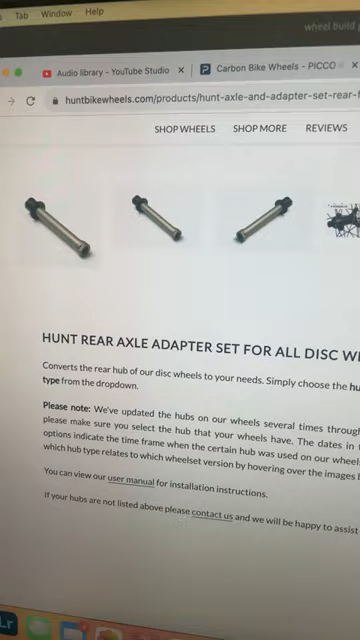 Tab Window Help
wheel build
Audio library - YouTube Studio × Carbon Bike Wheels - PICCO ×
huntbikewheels.com/products/hunt-axle-and-adapter-set-rear-f
SHOP WHEELS SHOP MORE REVIEWS
HUNT REAR AXLE ADAPTER SET FOR ALL DISC
Converts the rear hub of our disc wheels to your needs. Simply choose the
type from the dropdown.
Please note: We've updated the hubs on our wheels several times
please make sure you select the hub that your wheels have. The dates in
options indicate the time frame when the certain hub was used on our
which hub type relates to which wheelset version by hovering over the images
You can view our user manual for installation instructions.
If your hubs are not listed above please contact us and we will be happy to assist
Lr